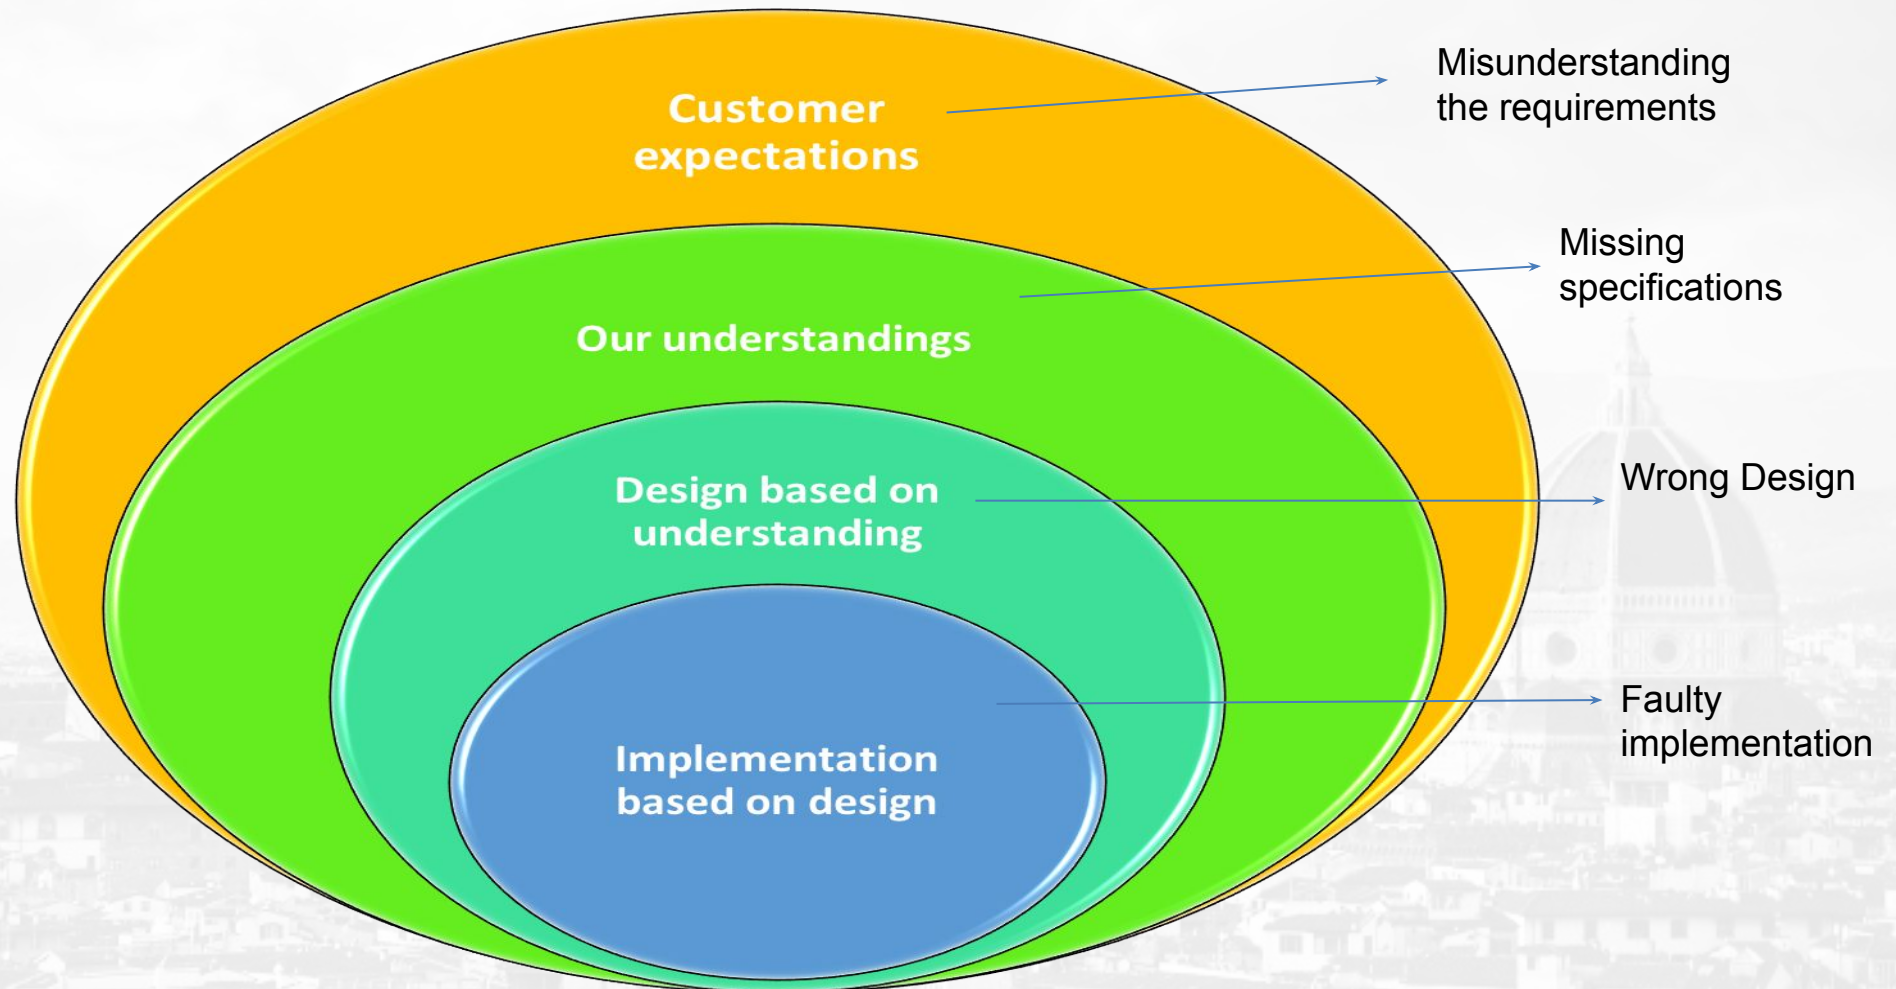 Customer
expectations
Misunderstanding
the requirements
Our understandings
Missing
specifications
Design based on
understanding
Wrong Design
Implementation
based on design
Faulty
implementation